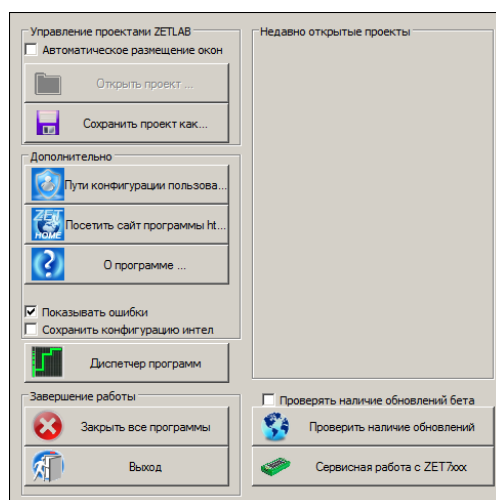 Управление проектами ZETLAB
Автоматическое размещение окон
Открыть проект ...
Сохранить проект как...
Дополнительно
Пути конфигурации пользова...
ZET HOME
Посетить сайт программы ht...
О программе ...
Показывать ошибки
Сохранить конфигурацию интел
Диспетчер программ
Завершение работы
Закрыть все программы
Выход
Недавно открытые проекты
Проверять наличие обновлений бета
Проверить наличие обновлений
Сервисная работа с ZET7xxx